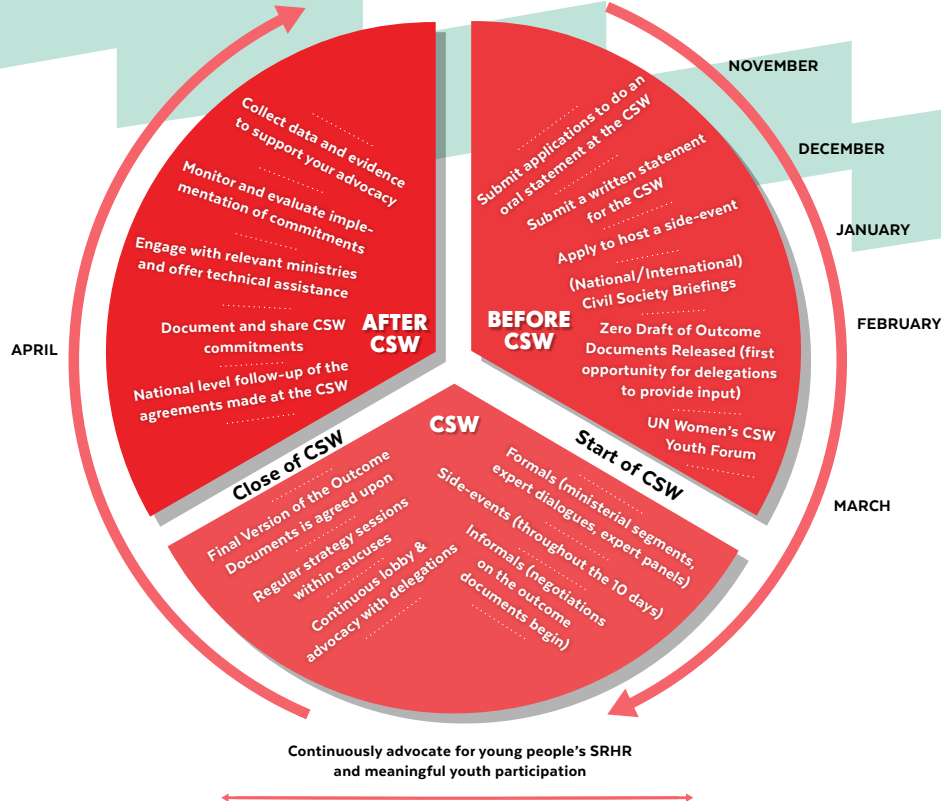 NOVEMBER
DECEMBER
JANUARY
FEBRUARY
MARCH
APRIL
BEFORE
CSW
Submit applications to do an
oral statement at the CSW
Submit a written statement
for the CSW
Apply to host a side-event
(National/International)
Civil Society Briefings
Zero Draft of Outcome
Documents Released (first
opportunity for delegations
to provide input)
UN Women's CSW
Youth Forum
Start of CSW
CSW
Formals (ministerial segments,
expert dialogues, expert panels)
Side-events (throughout the 10 days)
Informals (negotiations
on the outcome
documents begin)
Continuous lobby &
advocacy with delegations
Regular strategy sessions
within caucuses
Final Version of the Outcome
Documents is agreed upon
Close of CSW
AFTER
CSW
National level follow-up of the
agreements made at the CSW
Document and share CSW
commitments
Engage with relevant ministries
and offer technical assistance
Monitor and evaluate imple-
mentation of commitments
Collect data and evidence
to support your advocacy
Continuously advocate for young people's SRHR
and meaningful youth participation